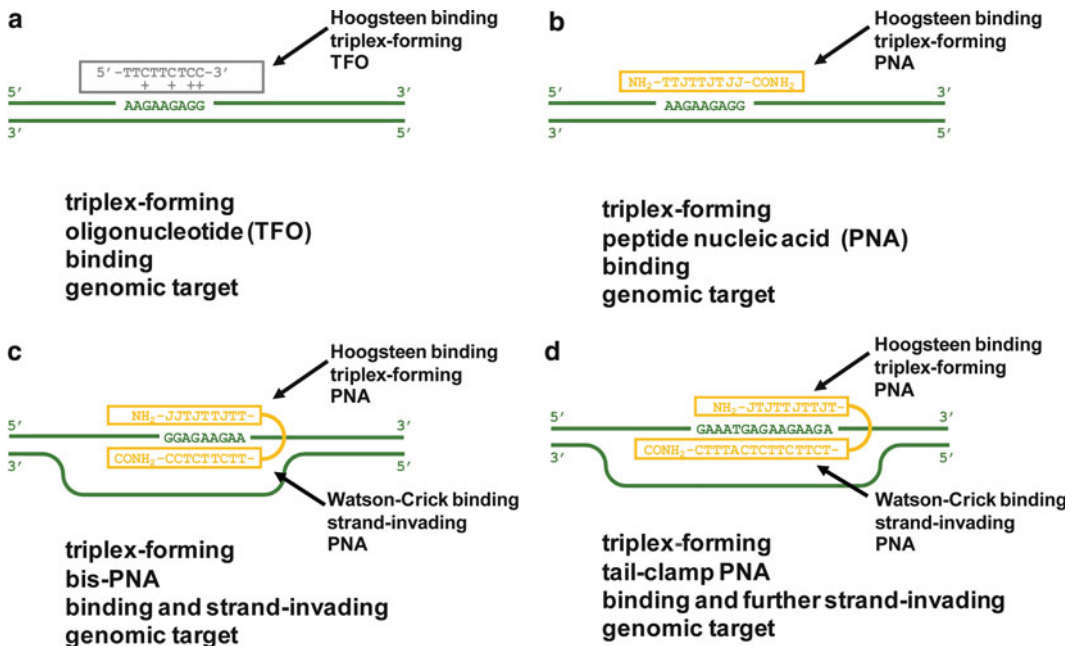 a
Hoogsteen binding
triplex-forming
TFO
5′-TTCTTCTCC-3′
+ + ++
5′
3′
AAGAAGAGG
3′
5′
triplex-forming
oligonucleotide (TFO)
binding
genomic target
b
Hoogsteen binding
triplex-forming
PNA
NH2-TTJTTJTJJ-CONH2
5′
3′
AAGAAGAGG
3′
5′
triplex-forming
peptide nucleic acid (PNA)
binding
genomic target
c
Hoogsteen binding
triplex-forming
PNA
NH2-JJTJTTJTT-
5′
3′
GGAGAAGAA
3′
5′
CONH2-CCTCTTCTT-
Watson-Crick binding
strand-invading
PNA
triplex-forming
bis-PNA
binding and strand-invading
genomic target
d
Hoogsteen binding
triplex-forming
PNA
NH2-JTJTTJTTJT-
5′
3′
GAAATGAGAAGAAGA
3′
5′
CONH2-CTTTACTCTTCTTCT-
Watson-Crick binding
strand-invading
PNA
triplex-forming
tail-clamp PNA
binding and further strand-invading
genomic target